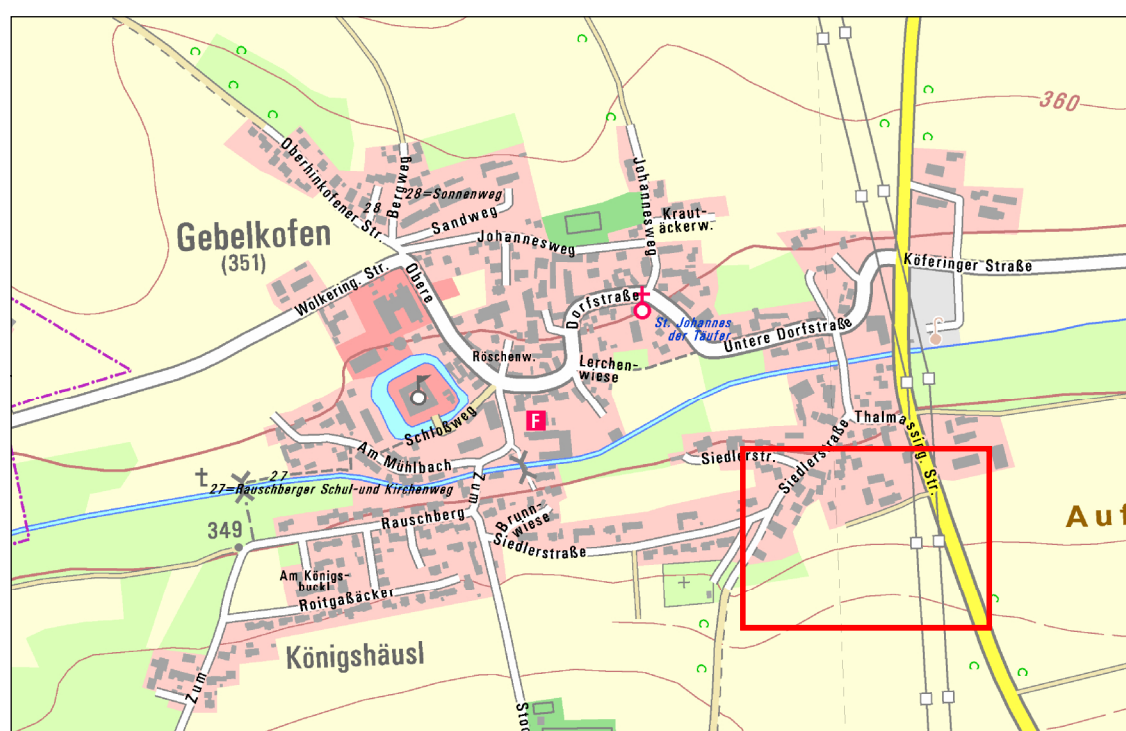 360
Oberhinkofener Str.
Bergweg
28
28=Sonnenweg
Sandweg
Johannesweg
Johannesweg
Kraut-
äckerw.
Gebelkofen
(351)
Wolkering. Str.
Obere
Dorfstraße
Köferinger Straße
St. Johannes
der Täufer
Untere Dorfstraße
Röschenw.
Lerchen-
wiese
Schloßweg
F
Thalmassing. Str.
Am Mühlbach
Siedlerstr.
Siedlerstraße
27
27=Rauschberger Schul-und Kirchenweg
Zum
Rauschberg
Brunn-
wiese
Siedlerstraße
349
Auf
Am Königs-
buckl
Roitgaßäcker
Königshäusl
Zum
Stoc